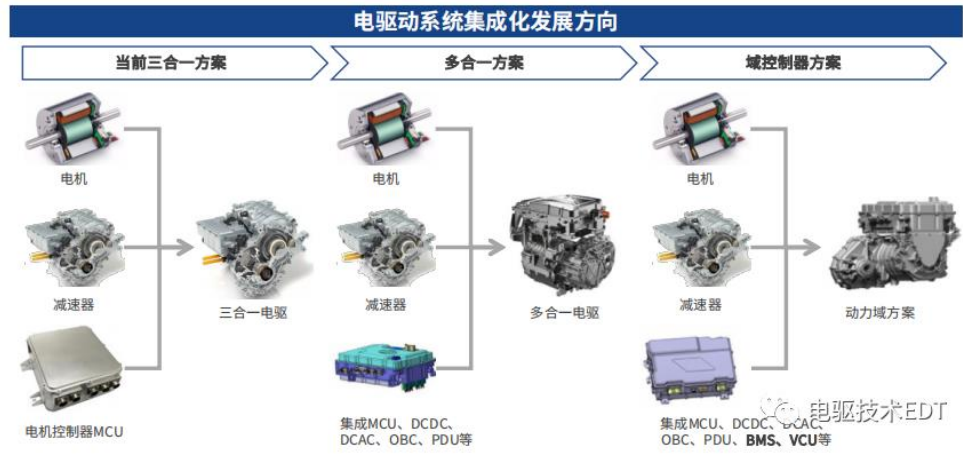 电驱动系统集成化发展方向
当前三合一方案
多合一方案
域控制器方案
电机
电机
电机
减速器
三合一电驱
减速器
多合一电驱
减速器
动力域方案
电机控制器MCU
集成MCU、DCDC、
DCAC、OBC、PDU等
集成MCU、DCDC、DCAC、
OBC、PDU、BMS、VCU等
电驱技术EDT